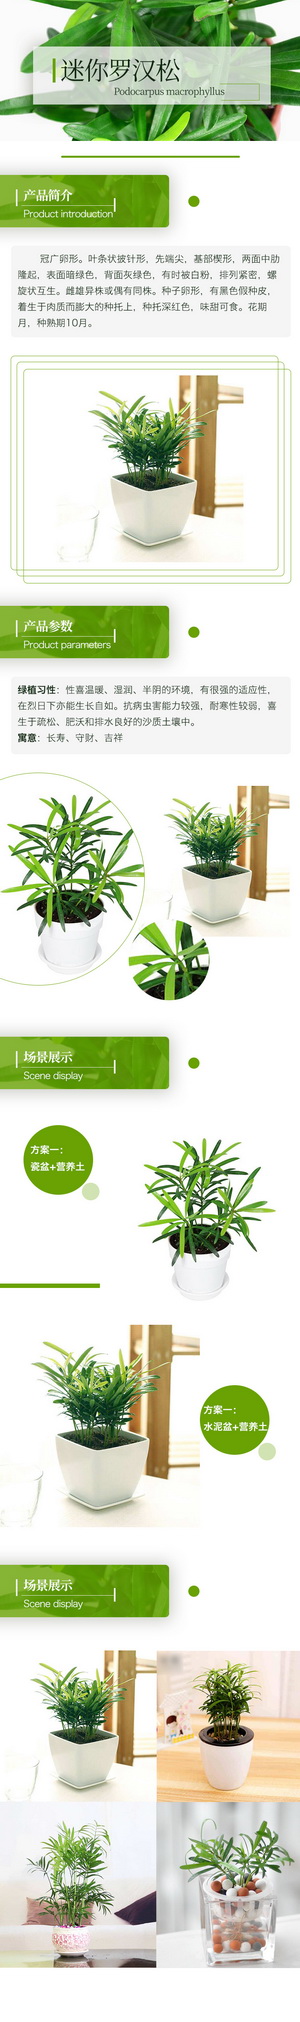 迷你罗汉松
Podocarpus macrophyllus
产品简介
Product introduction
冠广卵形。叶条状披针形，先端尖，基部楔形，两面中肋
隆起，表面暗绿色，背面灰绿色，有时被白粉，排列紧密，螺
旋状互生。雌雄异株或偶有同株。种子卵形，有黑色假种皮，
着生于肉质而膨大的种托上，种托深红色，味甜可食。花期
月，种熟期10月。
产品参数
Product parameters
绿植习性：性喜温暖、湿润、半阴的环境，有很强的适应性，
在烈日下亦能生长自如。抗病虫害能力较强，耐寒性较弱，喜
生于疏松、肥沃和排水良好的沙质土壤中。
寓意：长寿、守财、吉祥
场景展示
Scene display
方案一：
瓷盆+营养土
方案一：
水泥盆+营养土
场景展示
Scene display